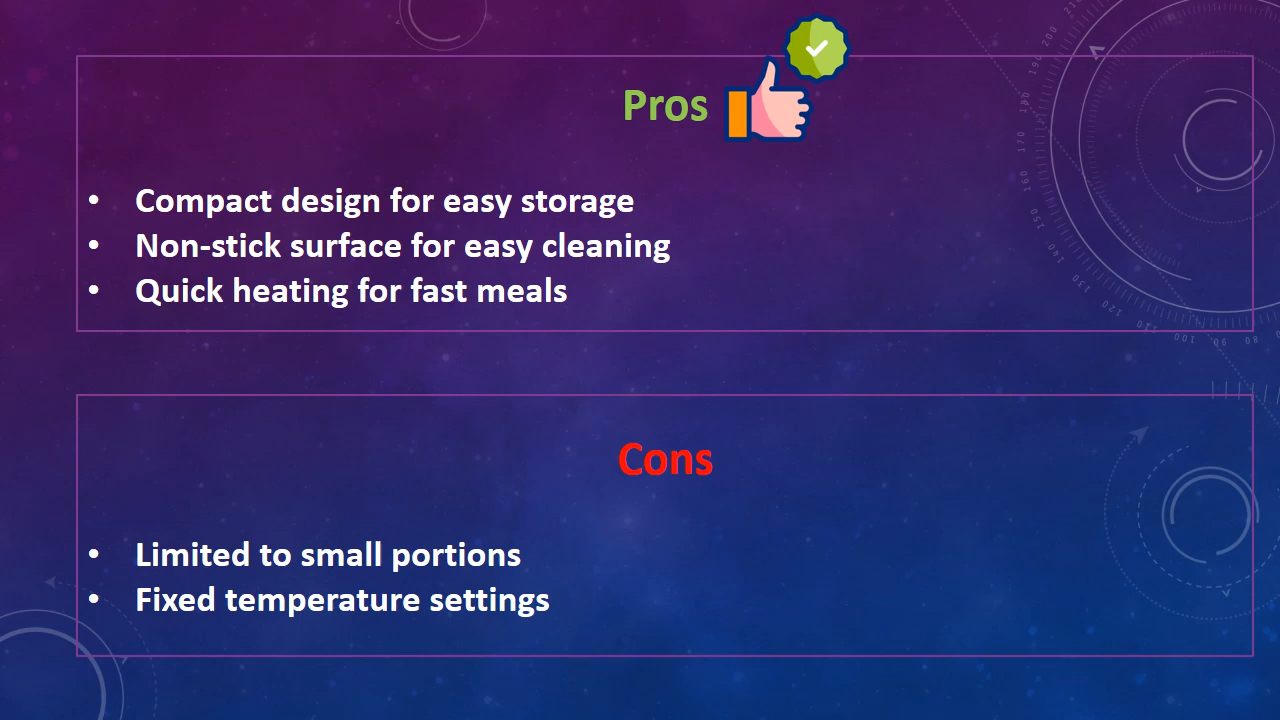 Pros
• Compact design for easy storage
• Non-stick surface for easy cleaning
• Quick heating for fast meals
Cons
• Limited to small portions
• Fixed temperature settings